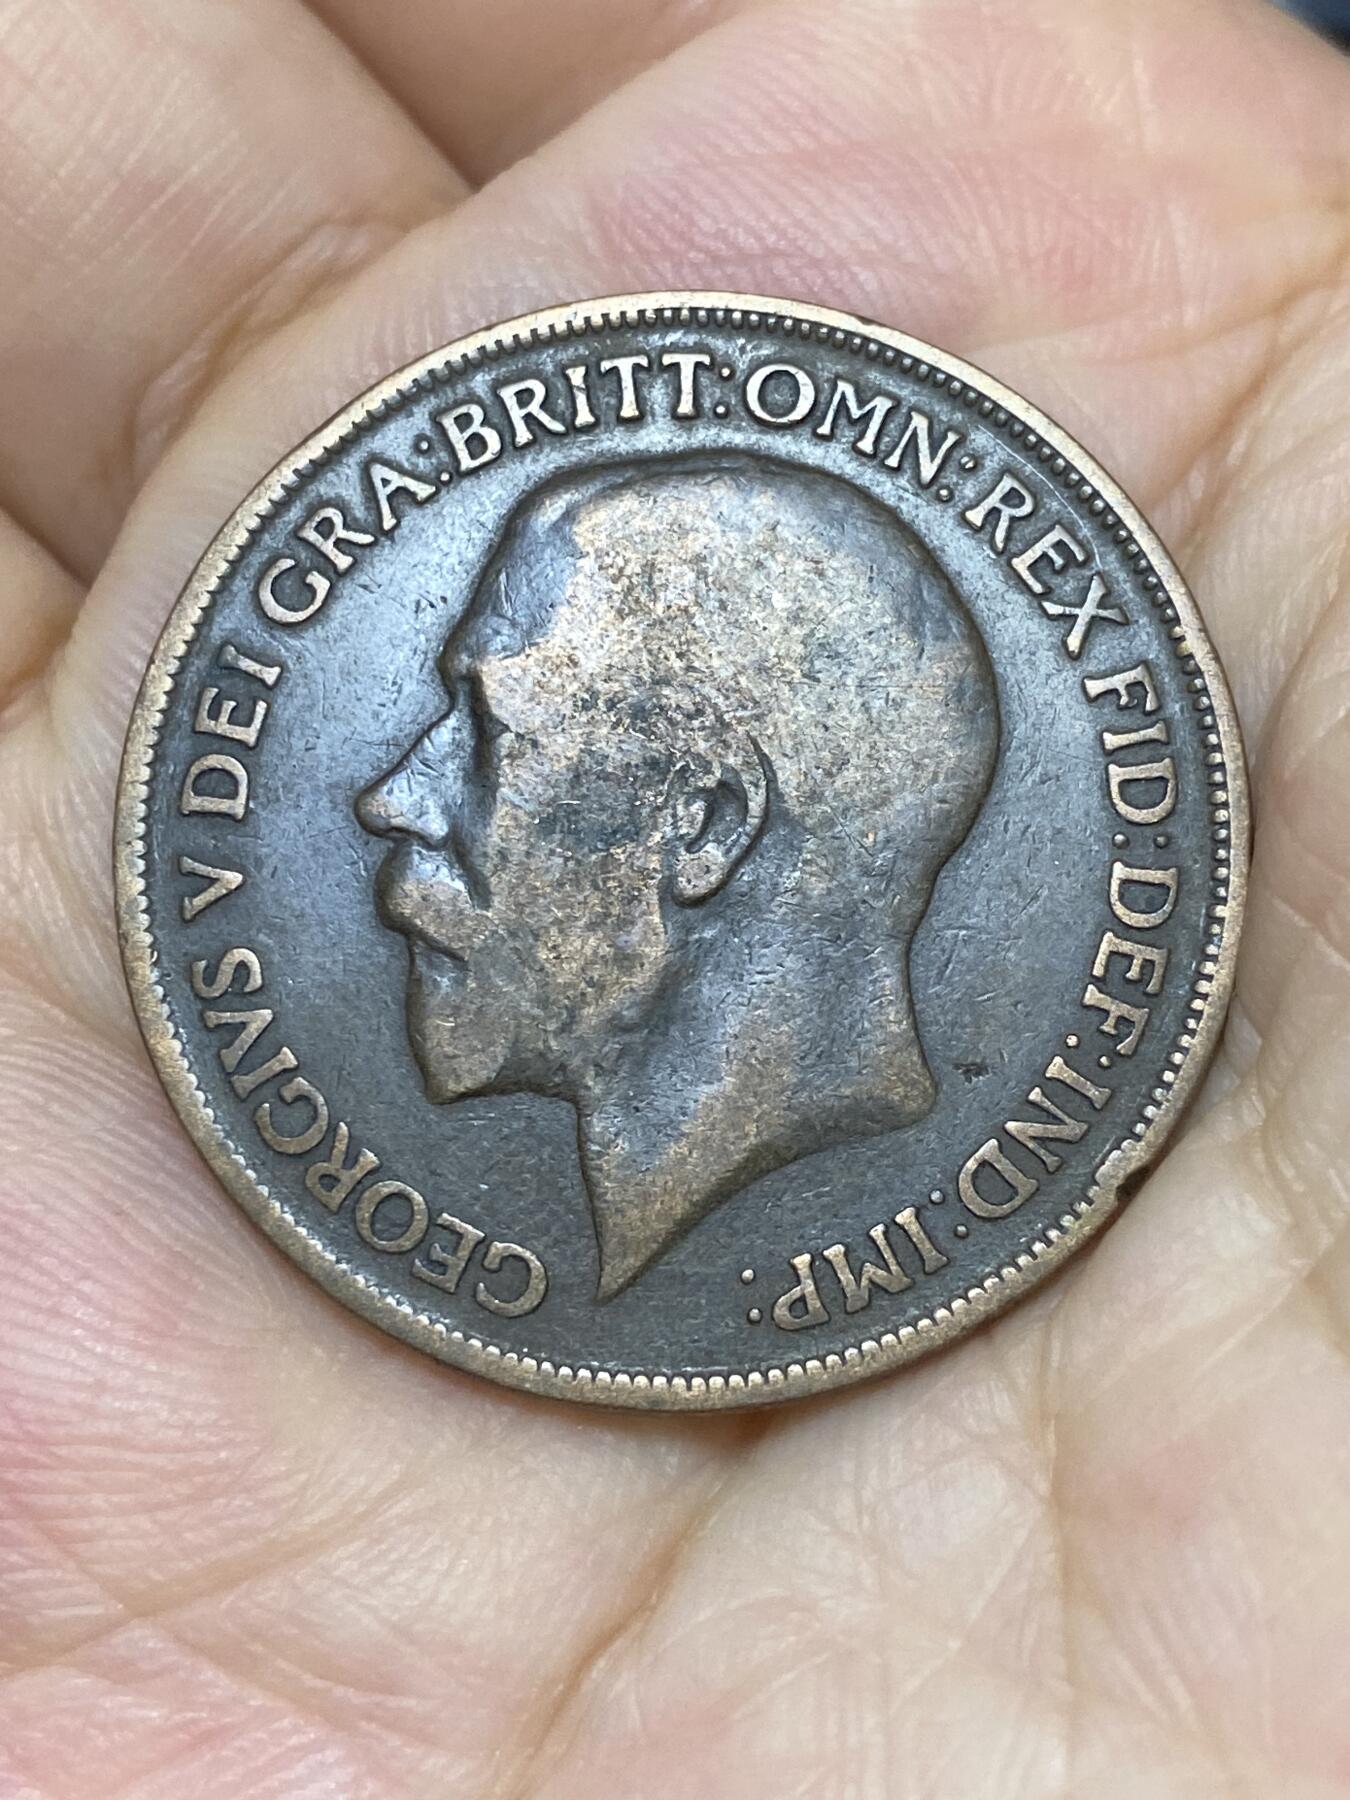 GEORGIVS V DEI GRA: BRITT: OMN: REX FID: DEF: IND: IMP: